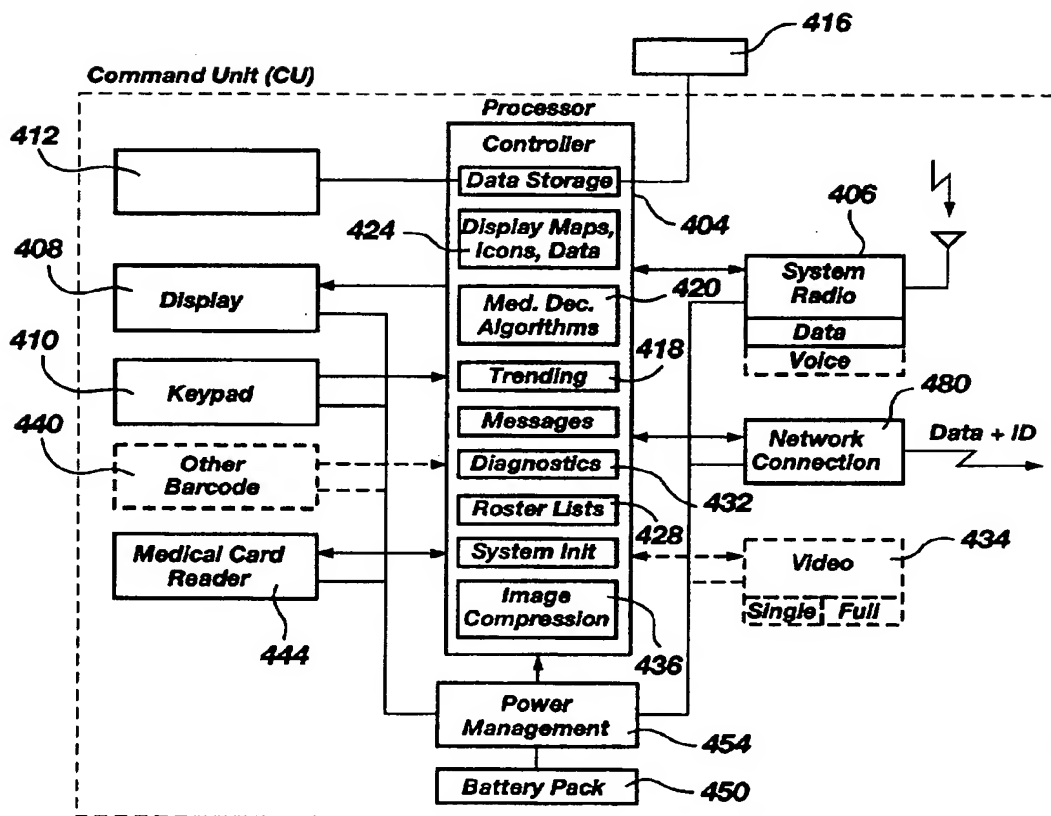 416
Command Unit (CU)
Processor
412
Controller
Data Storage
404
406
424
Display Maps,
Icons, Data
408
Display
System
Radio
420
Med. Dec.
Algorithms
Data
Voice
410
Keypad
418
Trending
480
Messages
Network
Connection
Data + ID
440
Other
Barcode
Diagnostics
432
Roster Lists
428
434
Medical Card
Reader
System Init
Video
Single
Full
Image
Compression
444
436
Power
Management
454
Battery Pack
450